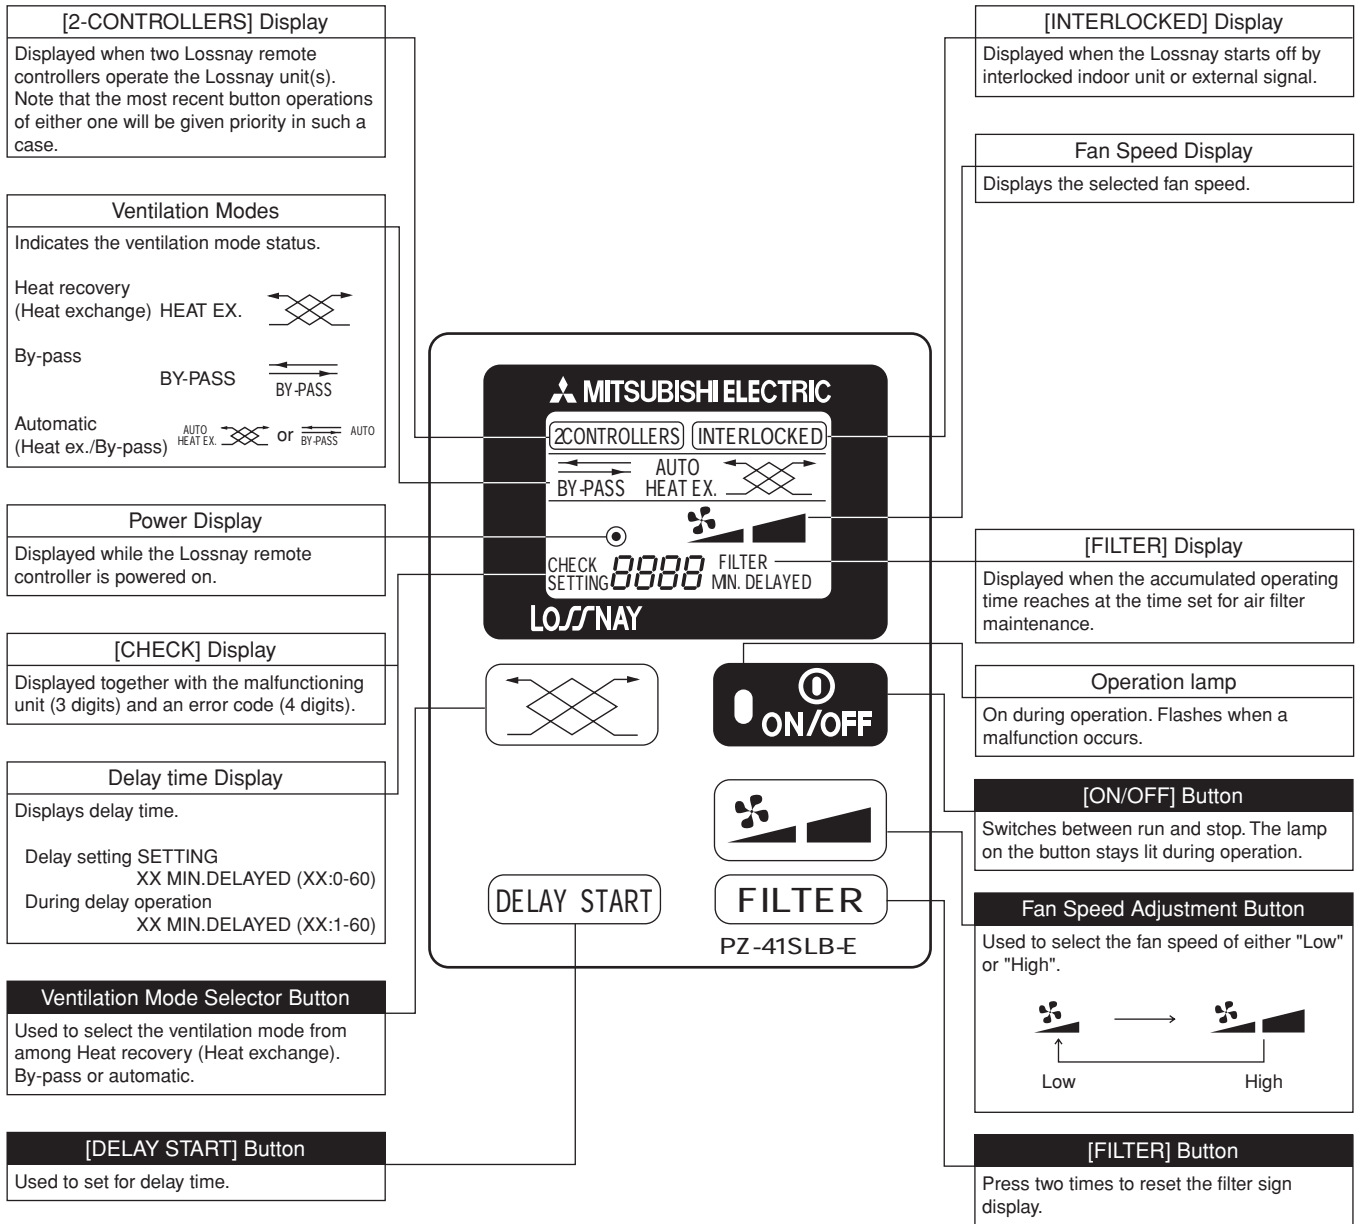 [2-CONTROLLERS] Display
Displayed when two Lossnay remote
controllers operate the Lossnay unit(s).
Note that the most recent button operations
of either one will be given priority in such a
case.
Ventilation Modes
Indicates the ventilation mode status.
Heat recovery
(Heat exchange) HEAT EX.
By-pass
BY-PASS
BY-PASS
Automatic
(Heat ex./By-pass)
AUTO
HEAT EX.
or
BY-PASS
AUTO
Power Display
Displayed while the Lossnay remote
controller is powered on.
[CHECK] Display
Displayed together with the malfunctioning
unit (3 digits) and an error code (4 digits).
Delay time Display
Displays delay time.
Delay setting SETTING
XX MIN.DELAYED (XX:0-60)
During delay operation
XX MIN.DELAYED (XX:1-60)
Ventilation Mode Selector Button
Used to select the ventilation mode from
among Heat recovery (Heat exchange).
By-pass or automatic.
[DELAY START] Button
Used to set for delay time.
MITSUBISHI ELECTRIC
2CONTROLLERS INTERLOCKED
BY-PASS
AUTO
HEAT EX.
CHECK
SETTING
8888
FILTER
MIN. DELAYED
LOSSNAY
ON/OFF
DELAY START
FILTER
PZ-41SLB-E
[INTERLOCKED] Display
Displayed when the Lossnay starts off by
interlocked indoor unit or external signal.
Fan Speed Display
Displays the selected fan speed.
[FILTER] Display
Displayed when the accumulated operating
time reaches at the time set for air filter
maintenance.
Operation lamp
On during operation. Flashes when a
malfunction occurs.
[ON/OFF] Button
Switches between run and stop. The lamp
on the button stays lit during operation.
Fan Speed Adjustment Button
Used to select the fan speed of either "Low"
or "High".
Low High
[FILTER] Button
Press two times to reset the filter sign
display.